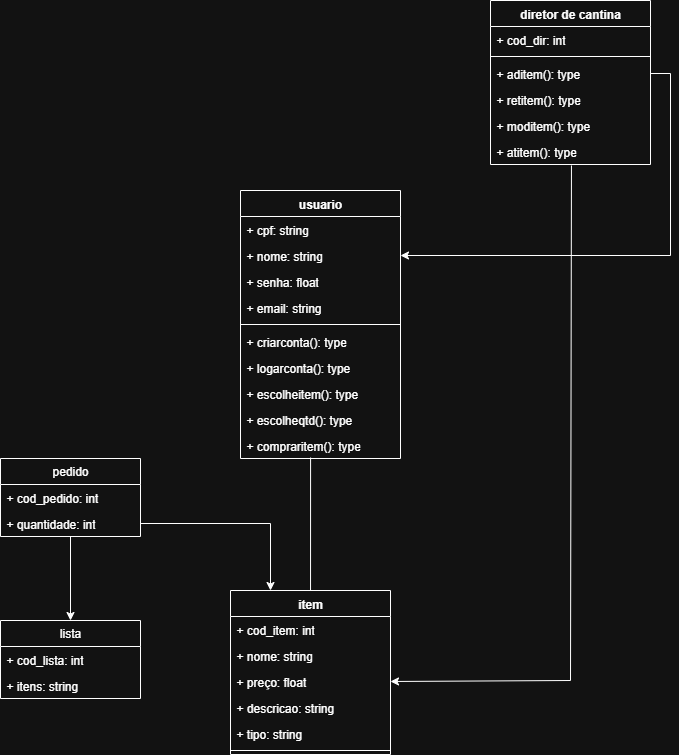 diretor de cantina
+ cod_dir: int
+ aditem(): type
+ retitem(): type
+ moditem(): type
+ atitem(): type
usuario
+ cpf: string
+ nome: string
+ senha: float
+ email: string
+ criarconta(): type
+ logarconta(): type
+ escolheitem(): type
+ escolheqtd(): type
+ compraritem(): type
pedido
+ cod_pedido: int
+ quantidade: int
lista
+ cod_lista: int
+ itens: string
item
+ cod_item: int
+ nome: string
+ preço: float
+ descricao: string
+ tipo: string